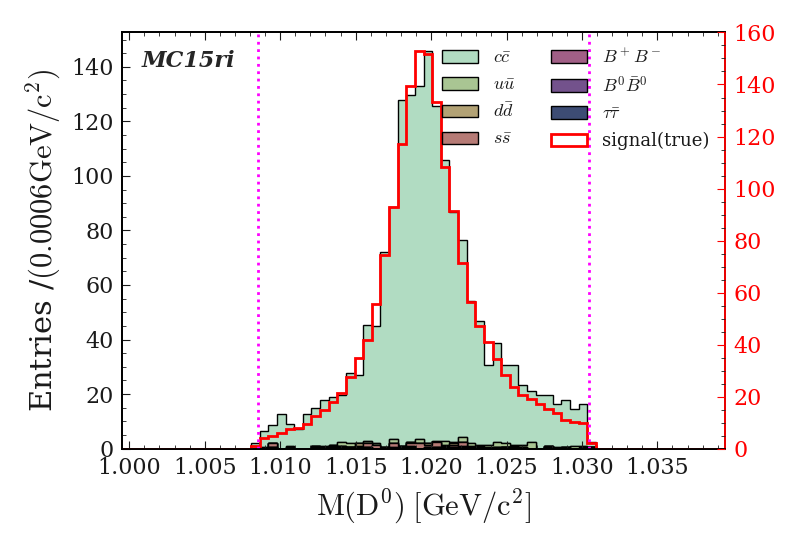 MC15ri
Entries /(0.0006GeV/c²)
0 20 40 60 80 100 120 140
0 20 40 60 80 100 120 140 160
cc̄
uū
dd̄
ss̄
B⁺ B⁻
B⁰ B̄⁰
ττ̄
signal(true)
1.000 1.005 1.010 1.015 1.020 1.025 1.030 1.035
M(D⁰) [GeV/c²]